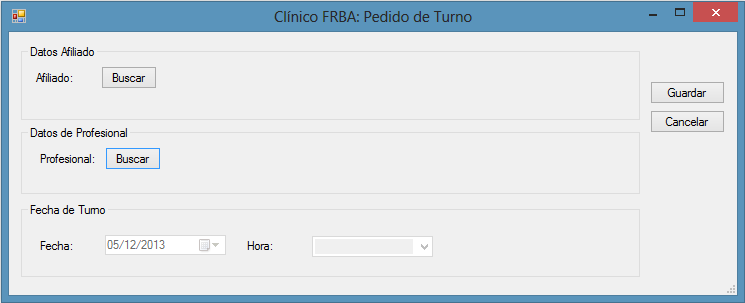 Clínico FRBA: Pedido de Turno
Datos Afiliado
Afiliado: Buscar
Guardar
Cancelar
Datos de Profesional
Profesional: Buscar
Fecha de Turno
Fecha: 05/12/2013 Hora: